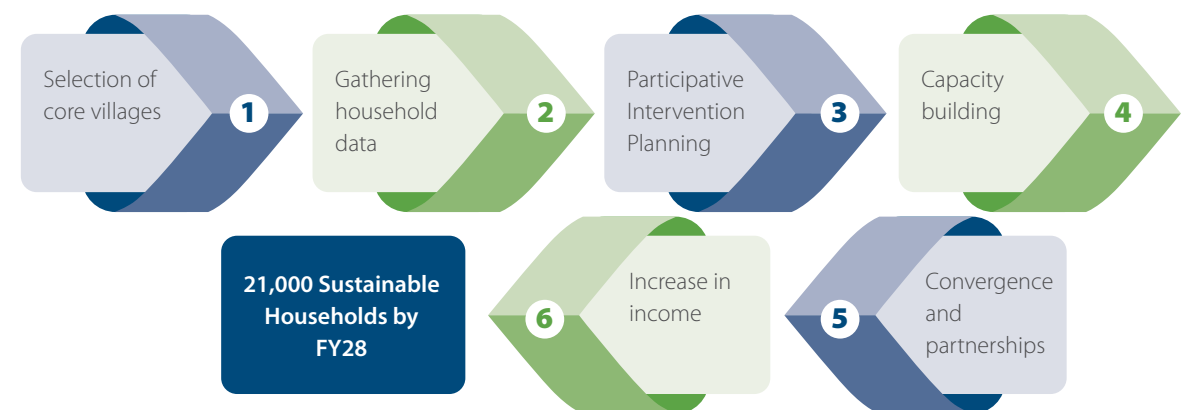 Selection of
core villages
1
Gathering
household
data
2
Participative
Intervention
Planning
3
Capacity
building
4
Convergence
and
partnerships
5
Increase in
income
6
21,000 Sustainable
Households by
FY28